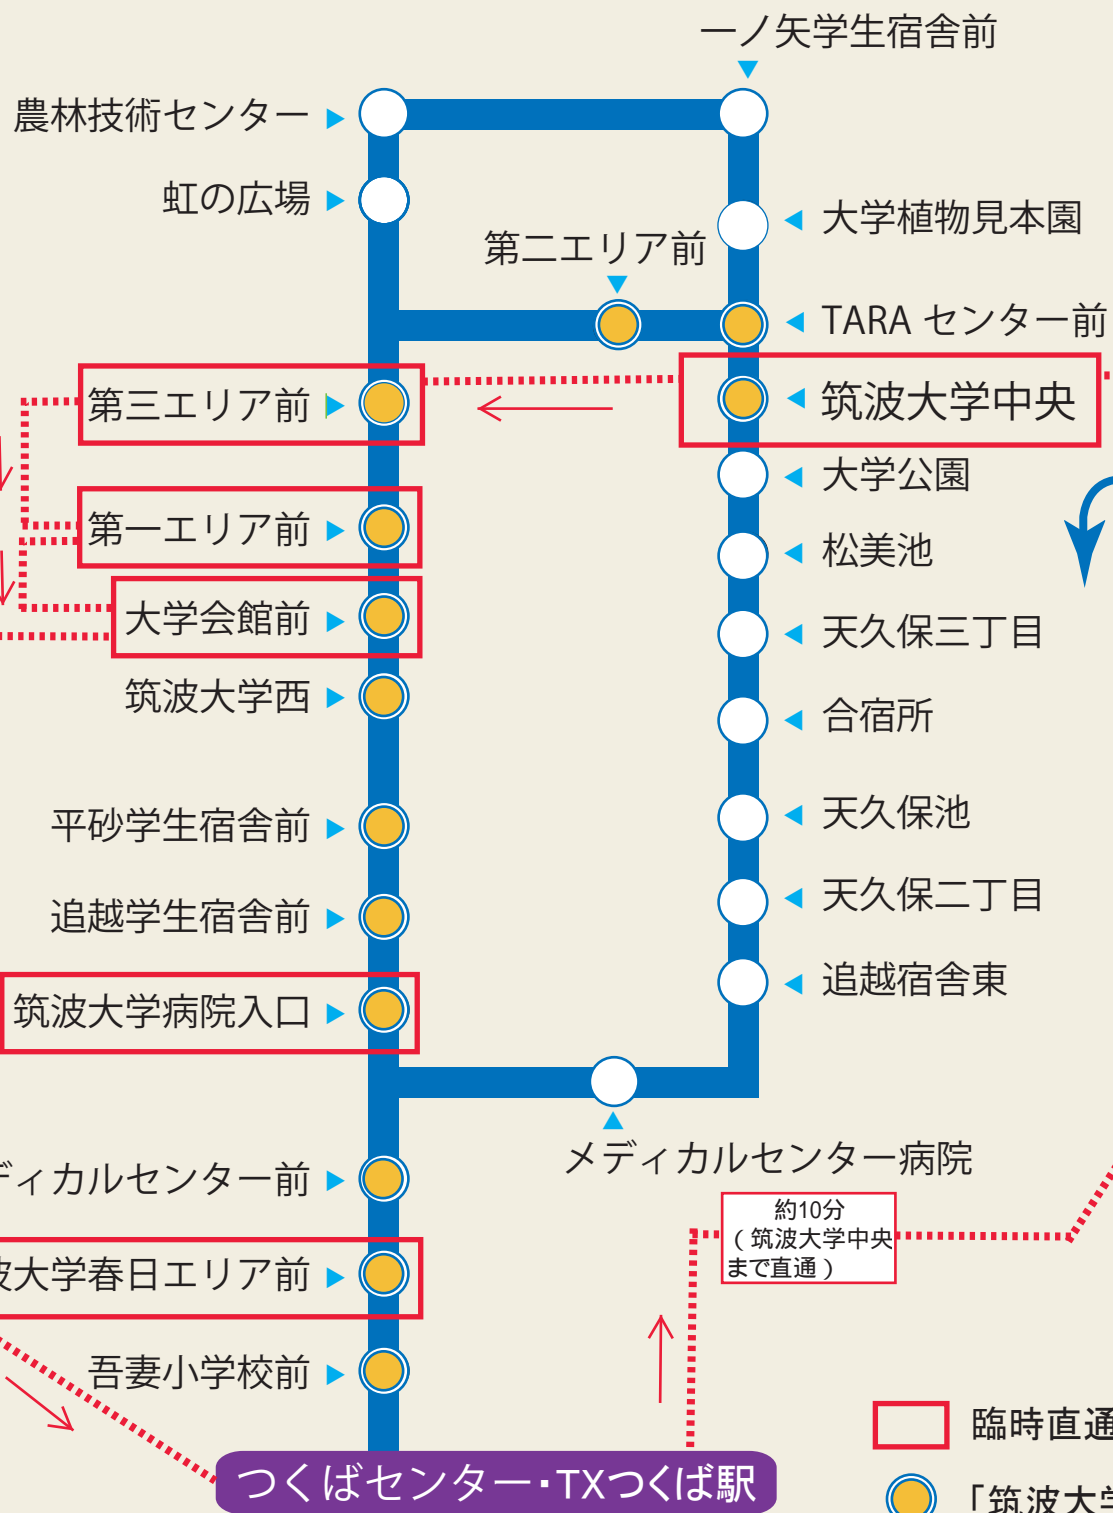 一ノ矢学生宿舎前
農林技術センター
虹の広場
大学植物見本園
第二エリア前
TARA センター前
第三エリア前
筑波大学中央
大学公園
第一エリア前
松美池
大学会館前
天久保三丁目
筑波大学西
合宿所
平砂学生宿舎前
天久保池
天久保二丁目
追越学生宿舎前
追越宿舎東
筑波大学病院入口
メディカルセンター病院
ディカルセンター前
約10分
（筑波大学中央
まで直通）
波大学春日エリア前
吾妻小学校前
臨時直通
つくばセンター・TXつくば駅
「筑波大学